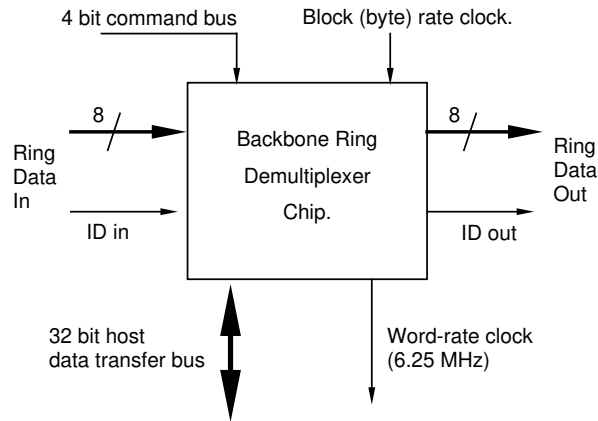 4 bit command bus
Block (byte) rate clock.
8
8
Backbone Ring
Demultiplexer
Chip.
Ring
Data
In
Ring
Data
Out
ID in
ID out
32 bit host
data transfer bus
Word-rate clock
(6.25 MHz)